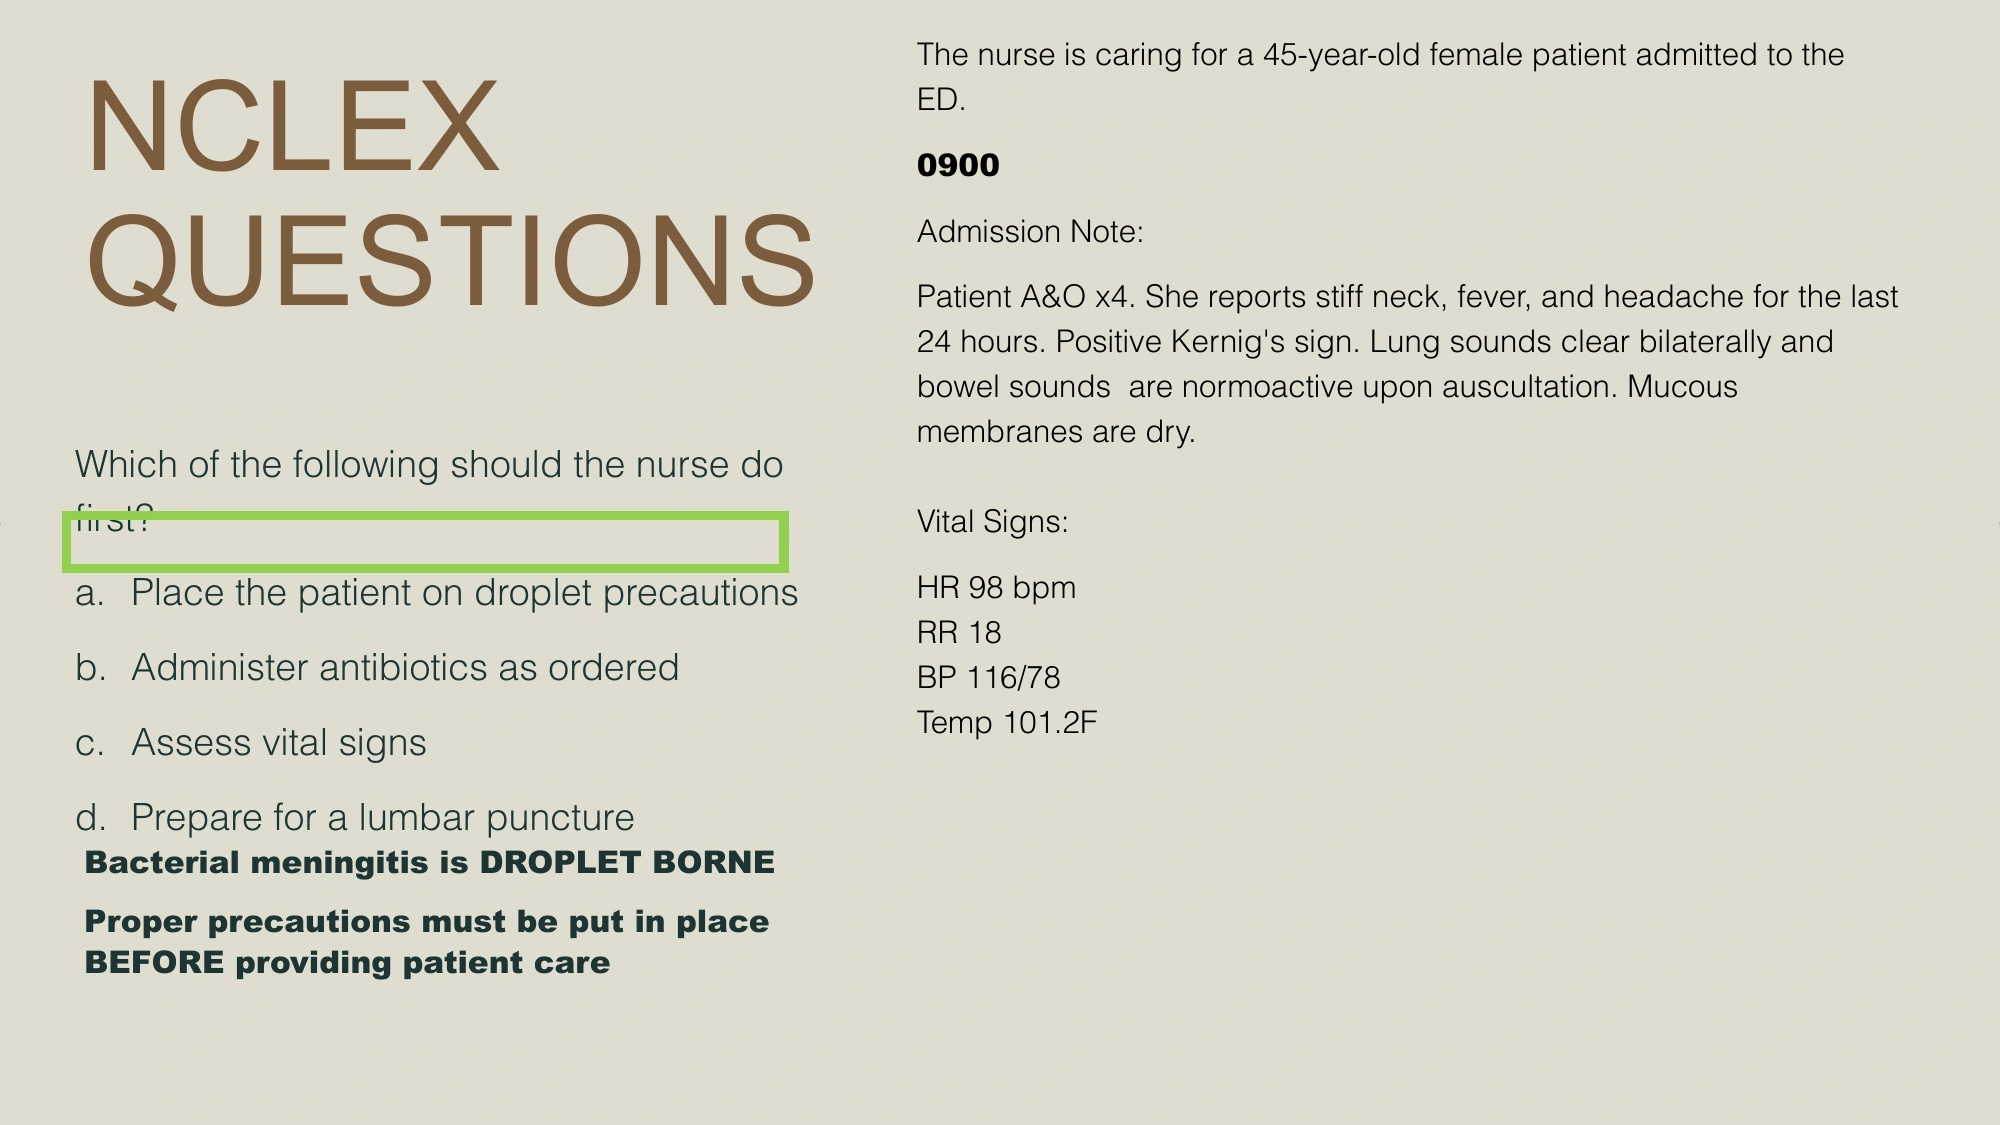 NCLEX
QUESTIONS
Which of the following should the nurse do
first?
a. Place the patient on droplet precautions
b. Administer antibiotics as ordered
c. Assess vital signs
d. Prepare for a lumbar puncture
Bacterial meningitis is DROPLET BORNE
Proper precautions must be put in place
BEFORE providing patient care
The nurse is caring for a 45-year-old female patient admitted to the
ED.
0900
Admission Note:
Patient A&O x4. She reports stiff neck, fever, and headache for the last
24 hours. Positive Kernig's sign. Lung sounds clear bilaterally and
bowel sounds  are normoactive upon auscultation. Mucous
membranes are dry.
Vital Signs:
HR 98 bpm
RR 18
BP 116/78
Temp 101.2F